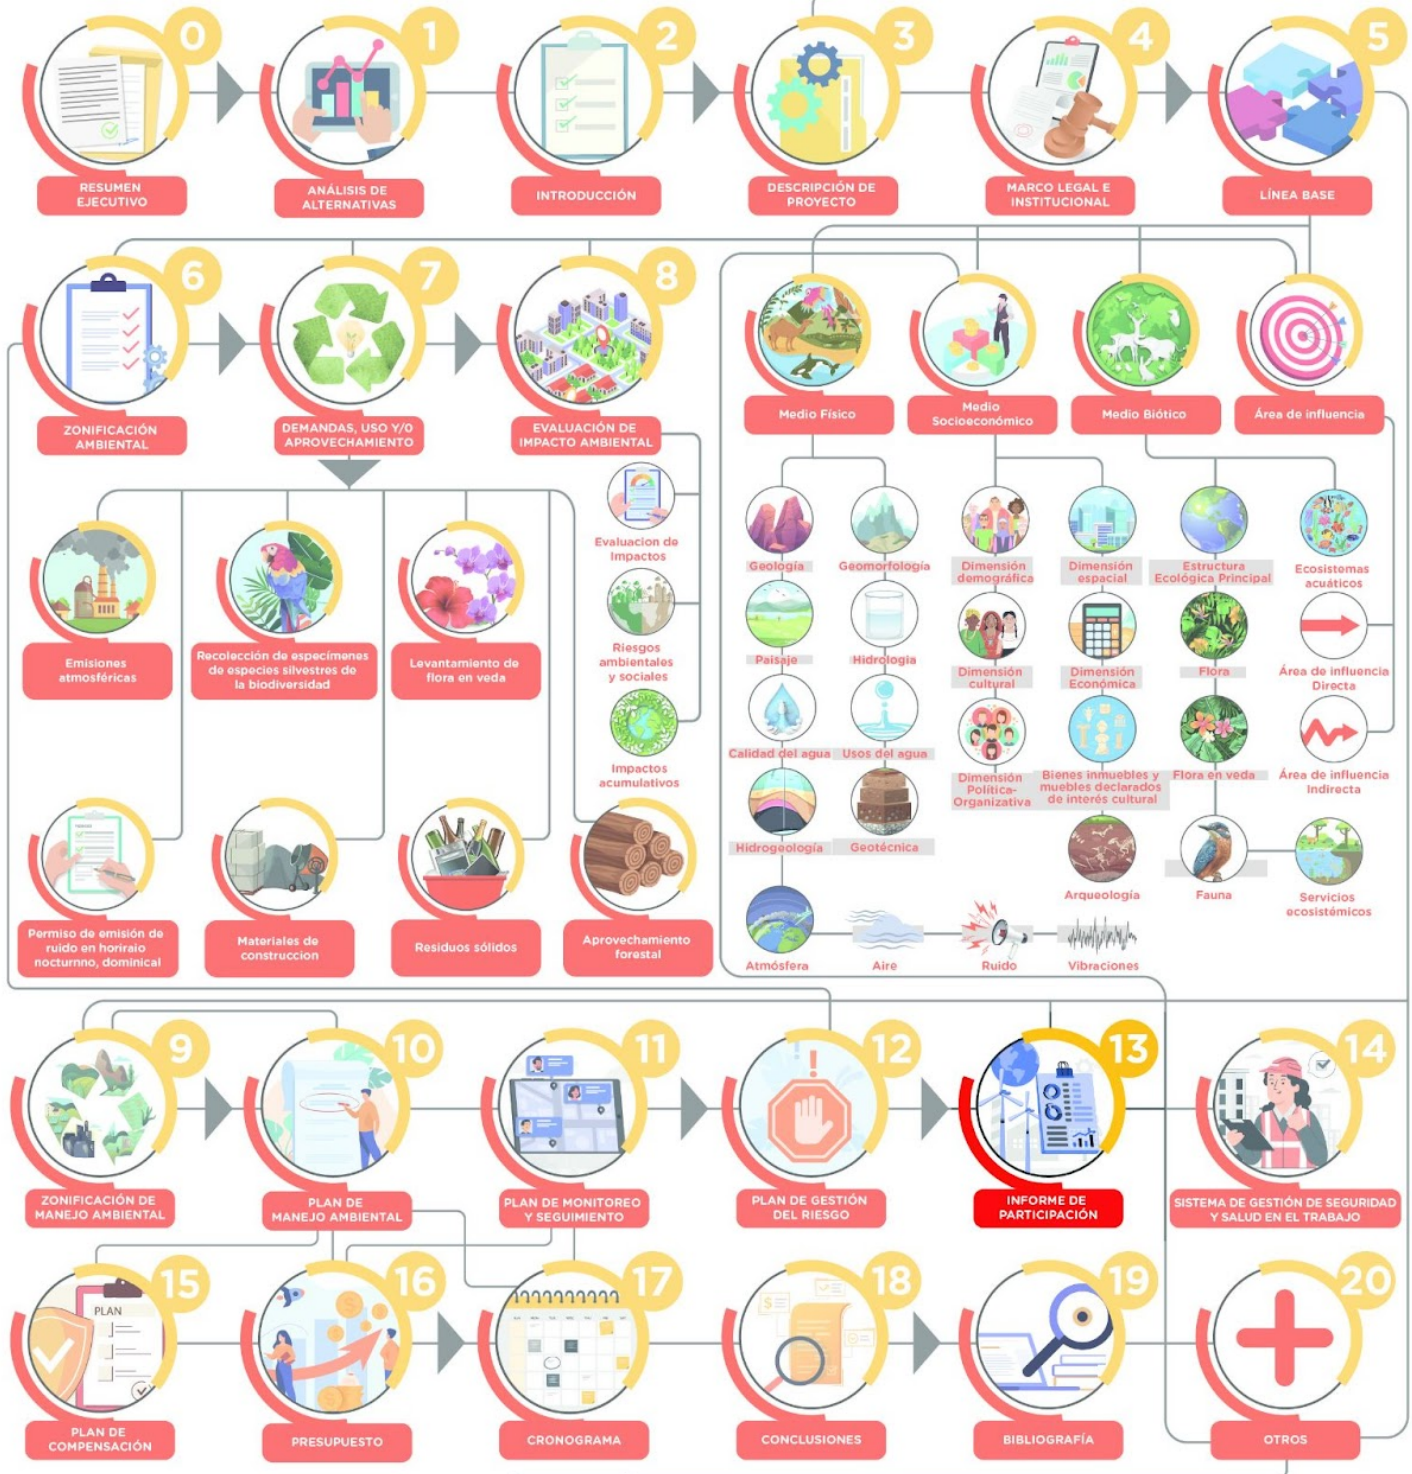 0
1
2
3
4
5
RESUMEN
EJECUTIVO
ANÁLISIS DE
ALTERNATIVAS
INTRODUCCIÓN
DESCRIPCIÓN DE
PROYECTO
MARCO LEGAL E
INSTITUCIONAL
LÍNEA BASE
6
7
8
ZONIFICACIÓN
AMBIENTAL
DEMANDAS, USO Y/O
APROVECHAMIENTO
EVALUACIÓN DE
IMPACTO AMBIENTAL
Medio Físico
Medio
Socioeconómico
Medio Biótico
Área de influencia
Evaluacion de
Impactos
Riesgos
ambientales
y sociales
Impactos
acumulativos
Emisiones
atmosféricas
Recolección de especímenes
de especies silvestres de
la biodiversidad
Levantamiento de
flora en veda
Permiso de emisión de
ruido en horiraio
nocturnno, dominical
Materiales de
construccion
Residuos sólidos
Aprovechamiento
forestal
Geología
Geomorfología
Dimensión
demográfica
Dimensión
espacial
Estructura
Ecológica Principal
Ecosistemas
acuáticos
Paisaje
Hidrología
Dimensión
cultural
Dimensión
Económica
Flora
Área de influencia
Directa
Calidad del agua
Usos del agua
Dimensión
Política-
Organizativa
Bienes inmuebles y
muebles declarados
de interés cultural
Flora en veda
Área de influencia
Indirecta
Hidrogeología
Geotécnica
Arqueología
Fauna
Servicios
ecosistémicos
Atmósfera
Aire
Ruido
Vibraciones
9
10
11
12
13
14
ZONIFICACIÓN DE
MANEJO AMBIENTAL
PLAN DE
MANEJO AMBIENTAL
PLAN DE MONITOREO
Y SEGUIMIENTO
PLAN DE GESTIÓN
DEL RIESGO
INFORME DE
PARTICIPACIÓN
SISTEMA DE GESTIÓN DE SEGURIDAD
Y SALUD EN EL TRABAJO
15
16
17
18
19
20
PLAN
PLAN DE
COMPENSACIÓN
PRESUPUESTO
CRONOGRAMA
CONCLUSIONES
BIBLIOGRAFÍA
OTROS